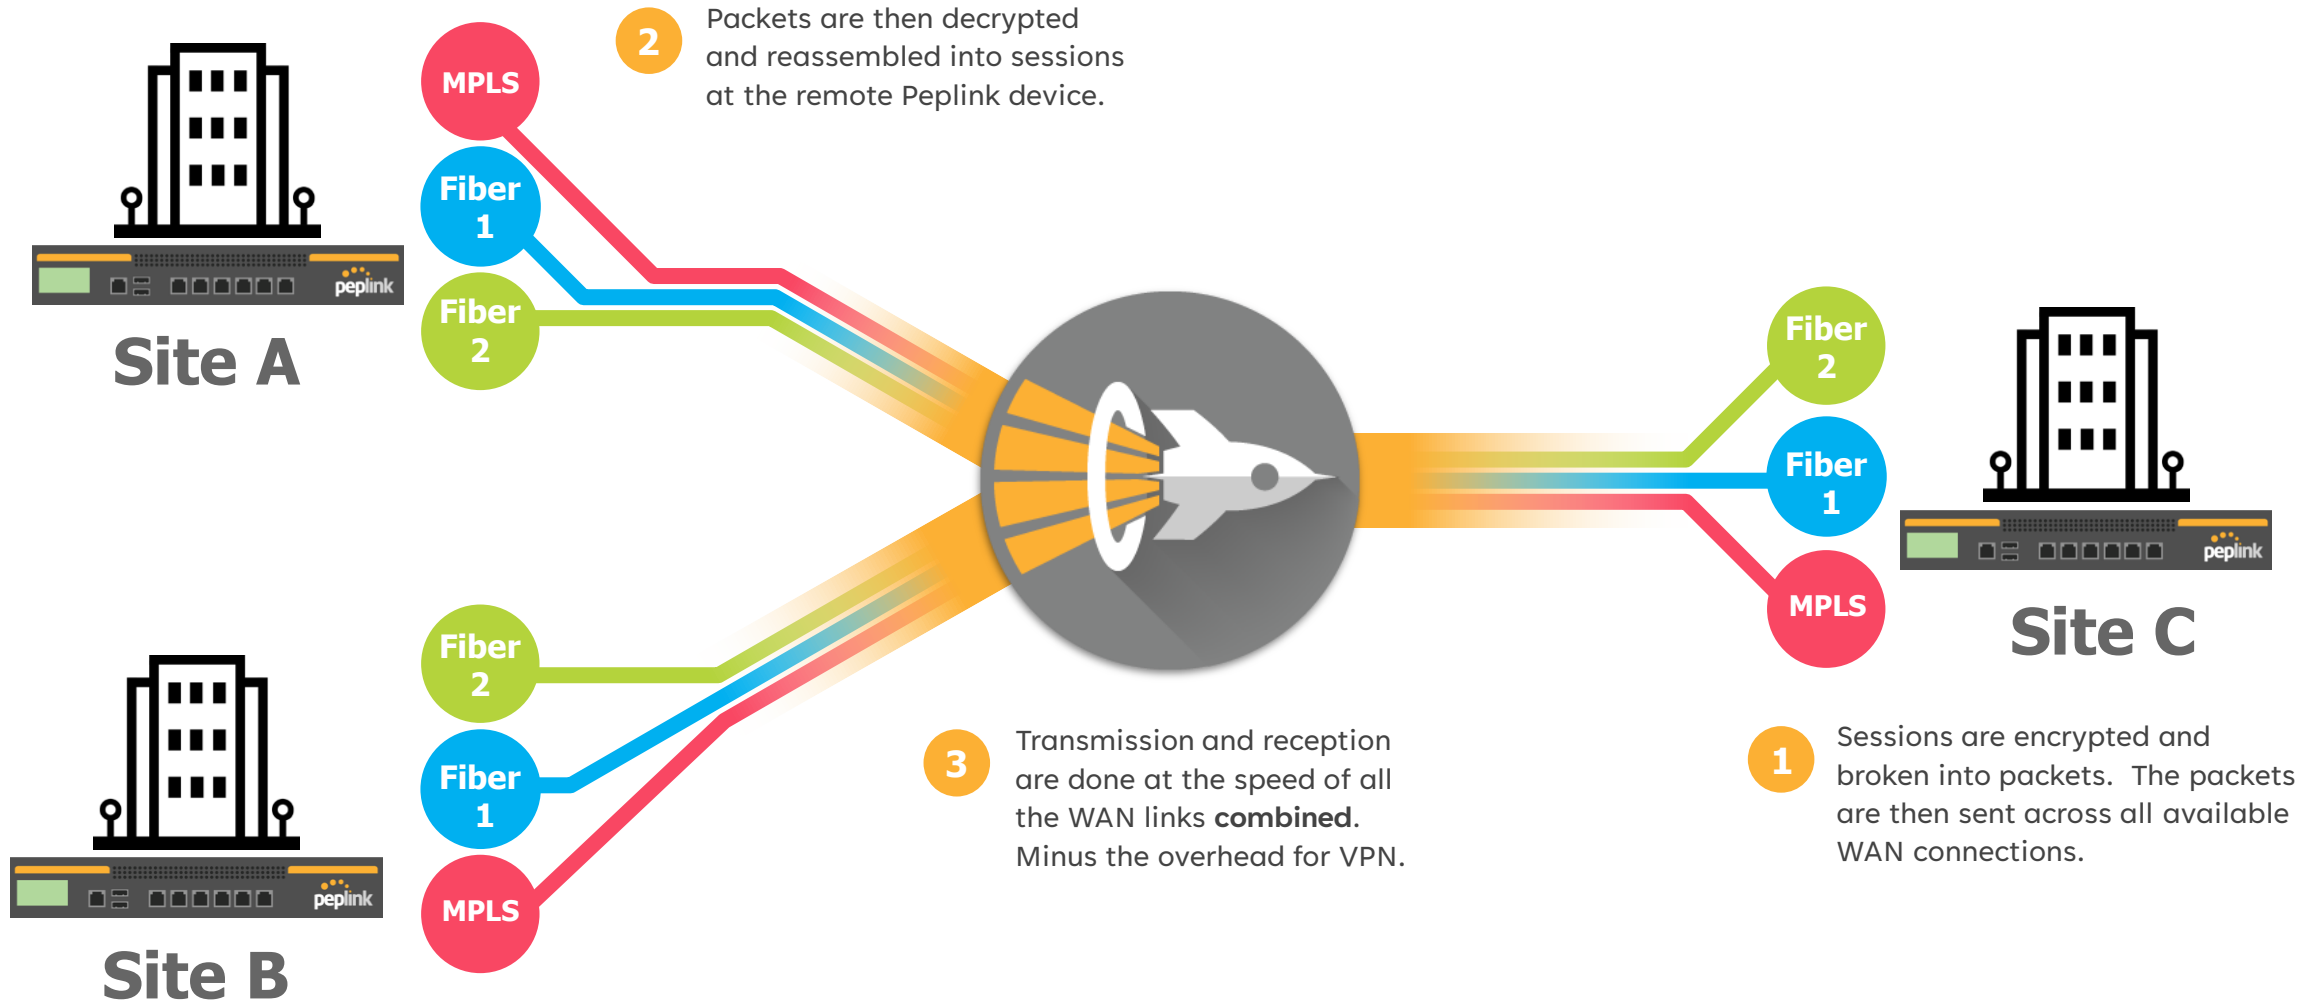 2
Packets are then decrypted
and reassembled into sessions
at the remote Peplink device.
MPLS
Fiber
1
Fiber
2
peplink
Site A
Fiber
2
Fiber
1
MPLS
peplink
Site C
Fiber
2
Fiber
1
MPLS
peplink
Site B
3
Transmission and reception
are done at the speed of all
the WAN links combined.
Minus the overhead for VPN.
1
Sessions are encrypted and
broken into packets.  The packets
are then sent across all available
WAN connections.